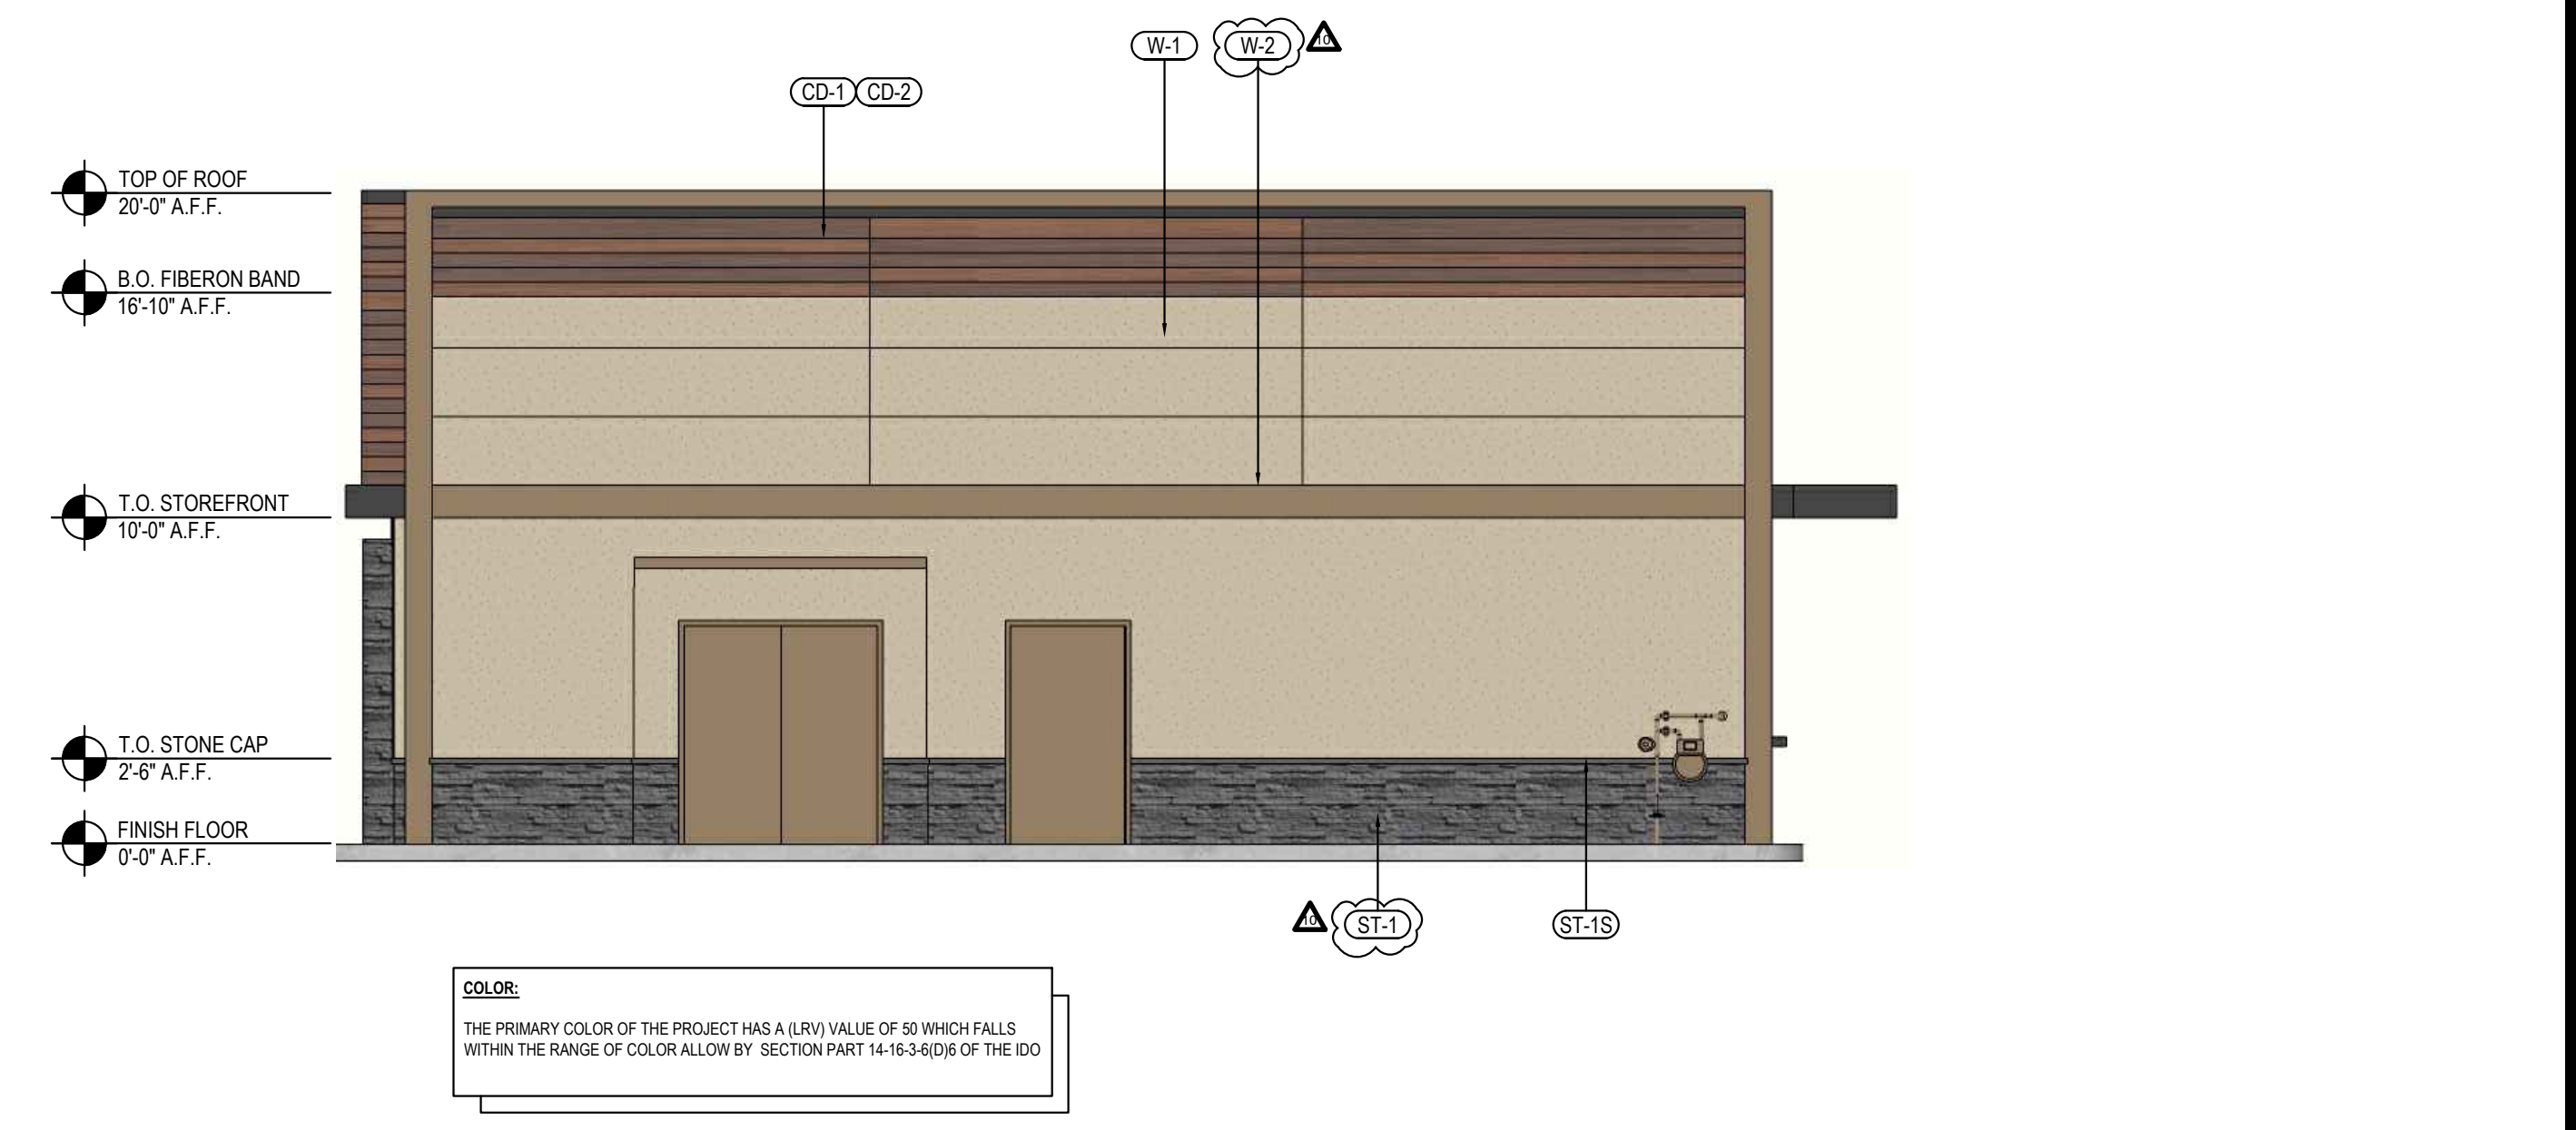 W-1 W-2 10
CD-1 CD-2
TOP OF ROOF
20'-0" A.F.F.
B.O. FIBERON BAND
16'-10" A.F.F.
T.O. STOREFRONT
10'-0" A.F.F.
T.O. STONE CAP
2'-6" A.F.F.
FINISH FLOOR
0'-0" A.F.F.
10 ST-1 ST-1S
COLOR:
THE PRIMARY COLOR OF THE PROJECT HAS A (LRV) VALUE OF 50 WHICH FALLS
WITHIN THE RANGE OF COLOR ALLOW BY SECTION PART 14-16-3-6(D)6 OF THE IDO